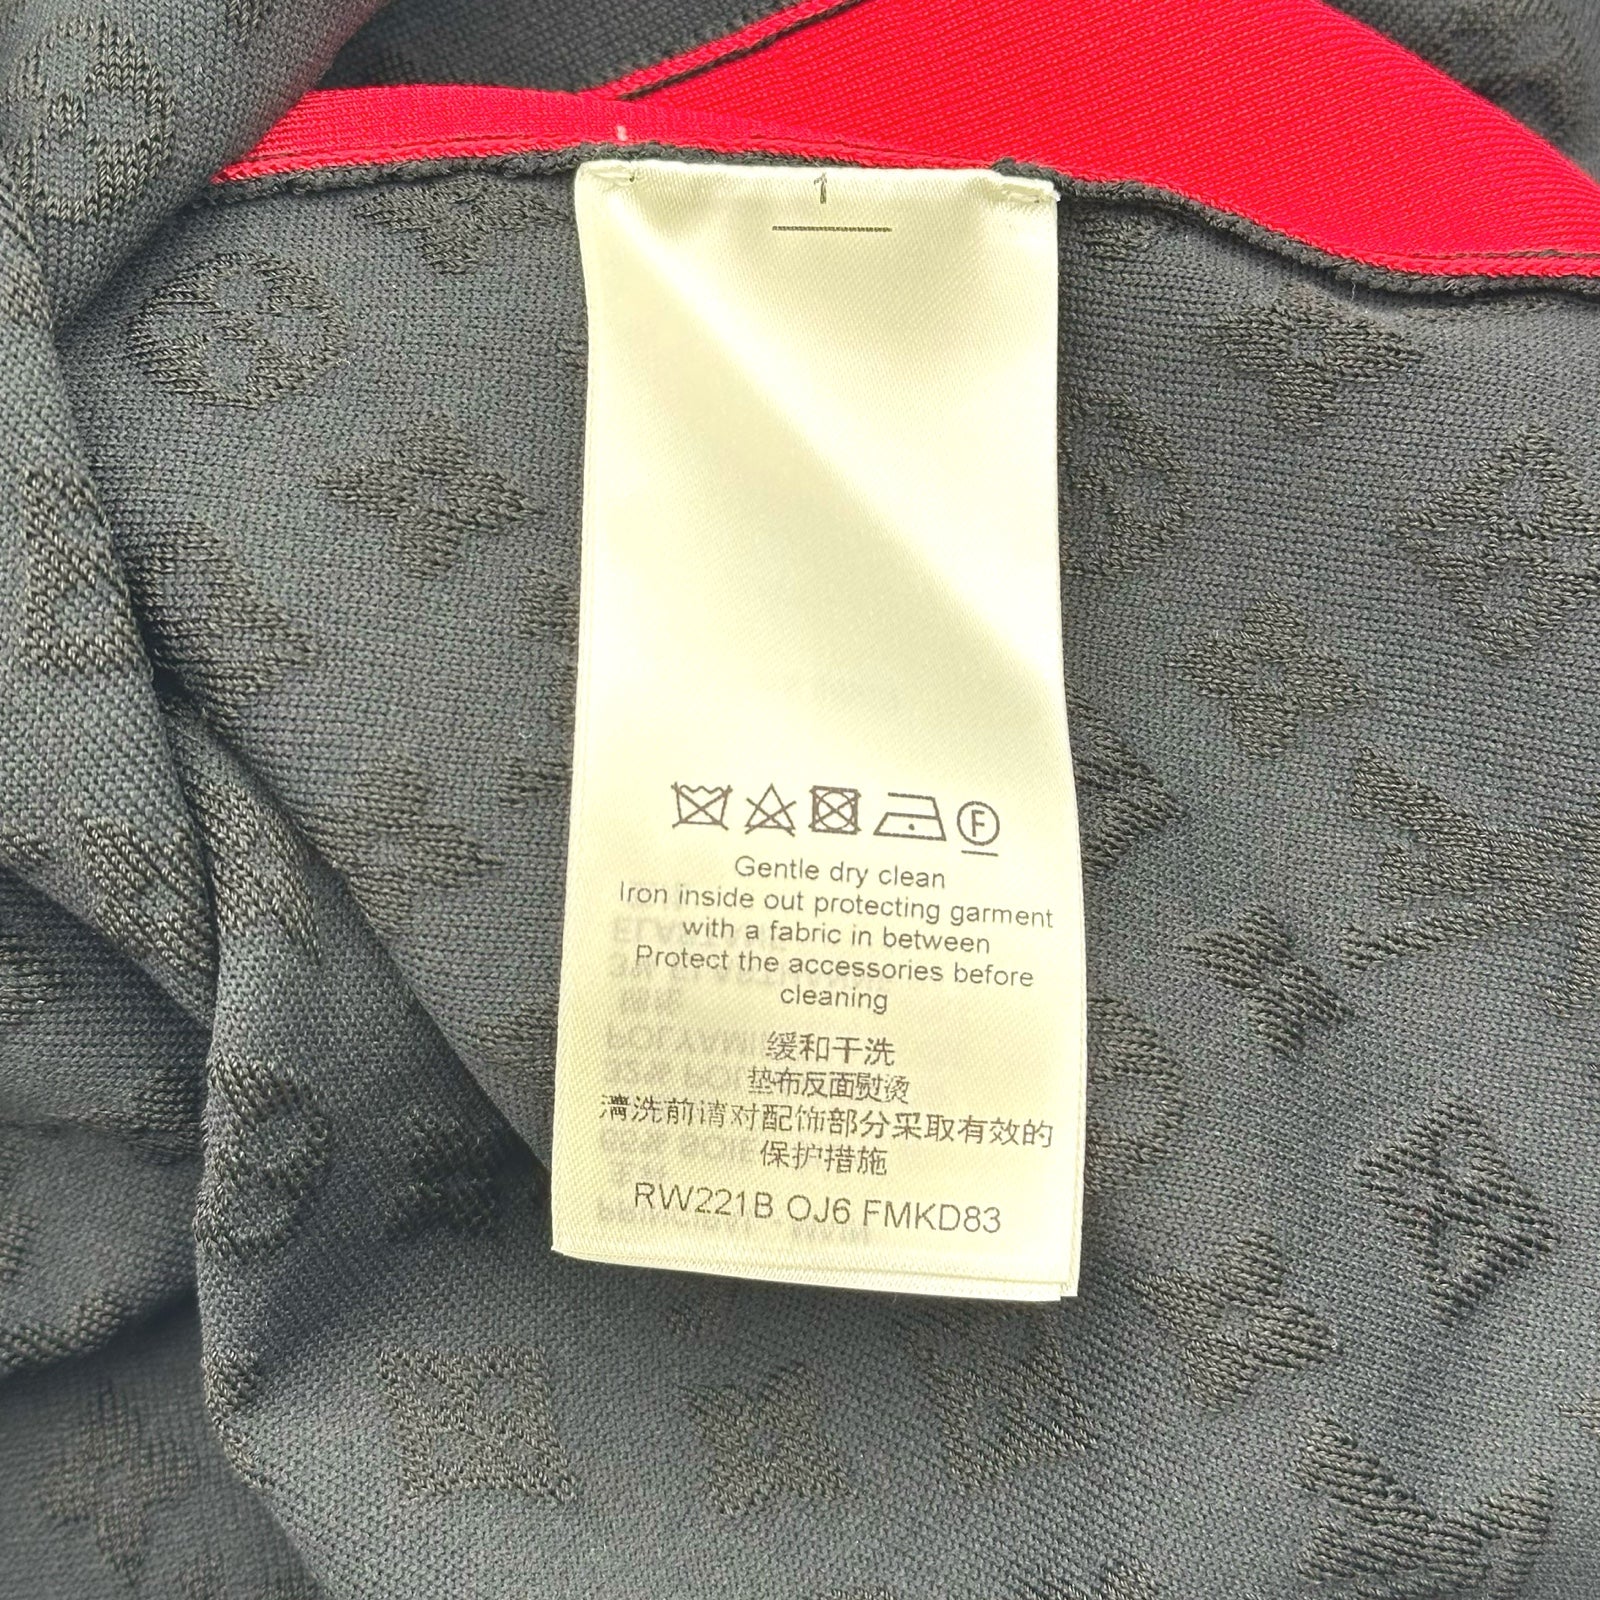 1
F
Gentle dry clean
Iron inside out protecting garment
with a fabric in between
Protect the accessories before
cleaning
缓和干洗
垫布反面熨烫
清洗前请对配饰部分采取有效的
保护措施
RW221B OJ6 FMKD83